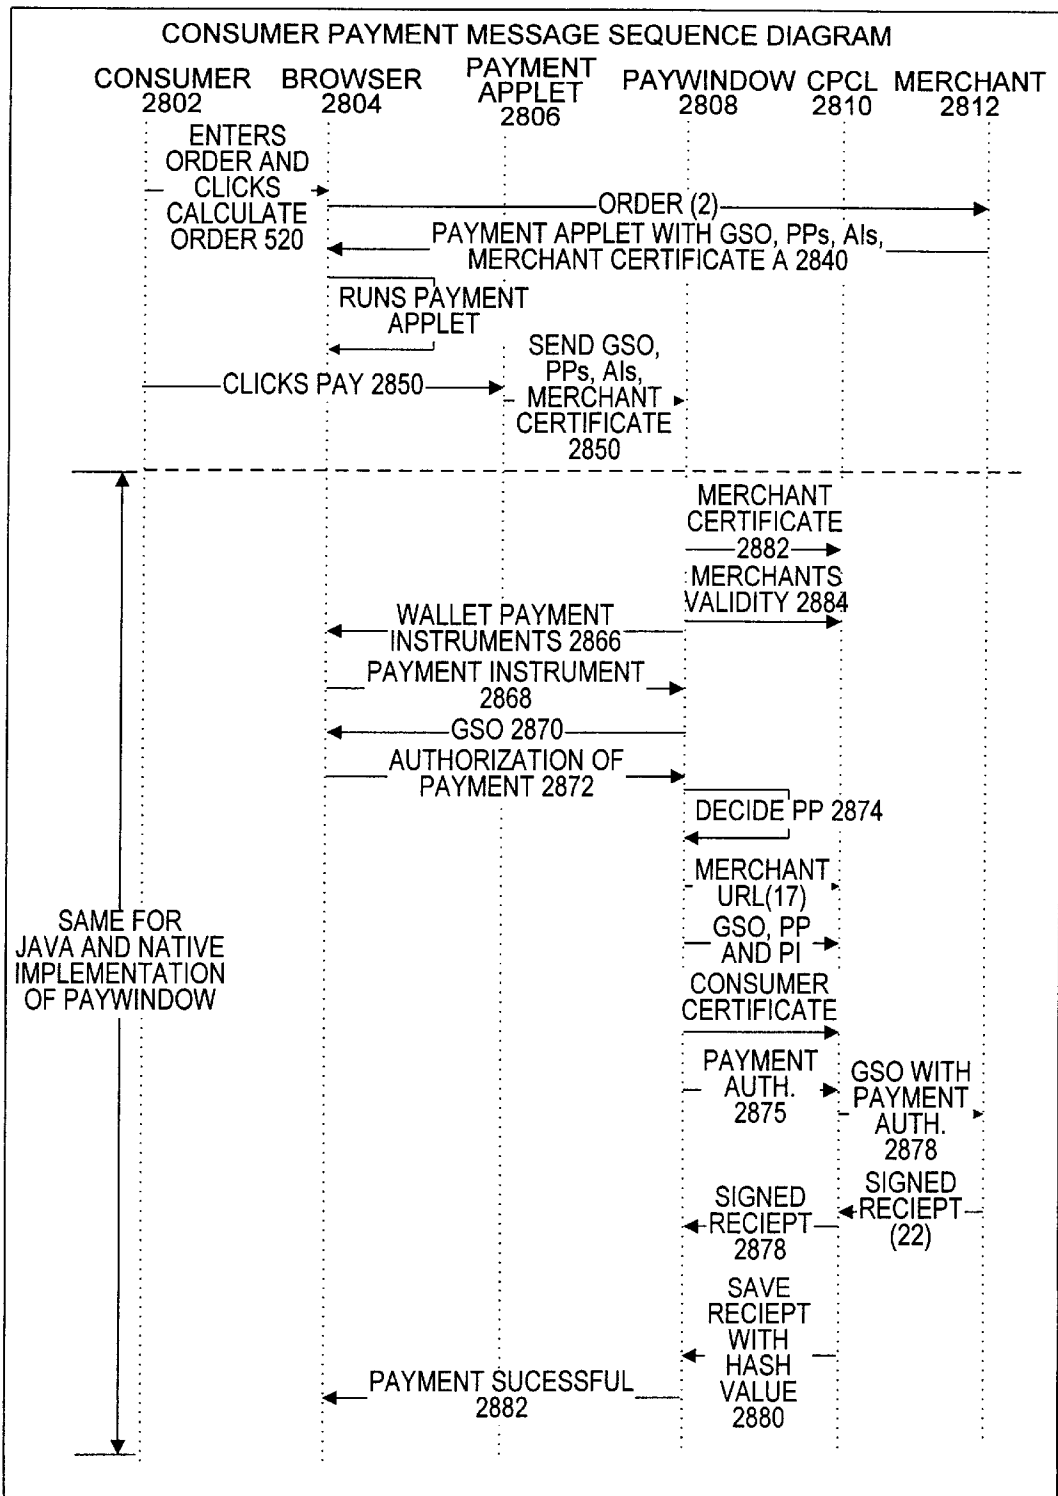 CONSUMER PAYMENT MESSAGE SEQUENCE DIAGRAM
CONSUMER
2802
BROWSER
2804
PAYMENT
APPLET
2806
PAYWINDOW
2808
CPCL
2810
MERCHANT
2812
ENTERS
ORDER AND
CLICKS
CALCULATE
ORDER 520
ORDER (2)
PAYMENT APPLET WITH GSO, PPs, AIs,
MERCHANT CERTIFICATE A 2840
RUNS PAYMENT
APPLET
CLICKS PAY 2850
SEND GSO,
PPs, AIs,
MERCHANT
CERTIFICATE
2850
MERCHANT
CERTIFICATE
2882
MERCHANTS
VALIDITY 2884
WALLET PAYMENT
INSTRUMENTS 2866
PAYMENT INSTRUMENT
2868
GSO 2870
AUTHORIZATION OF
PAYMENT 2872
DECIDE PP 2874
MERCHANT
URL(17)
GSO, PP
AND PI
SAME FOR
JAVA AND NATIVE
IMPLEMENTATION
OF PAYWINDOW
CONSUMER
CERTIFICATE
PAYMENT
AUTH.
2875
GSO WITH
PAYMENT
AUTH.
2878
SIGNED
RECIEPT
(22)
SIGNED
RECIEPT
2878
SAVE
RECIEPT
WITH
HASH
VALUE
2880
PAYMENT SUCESSFUL
2882